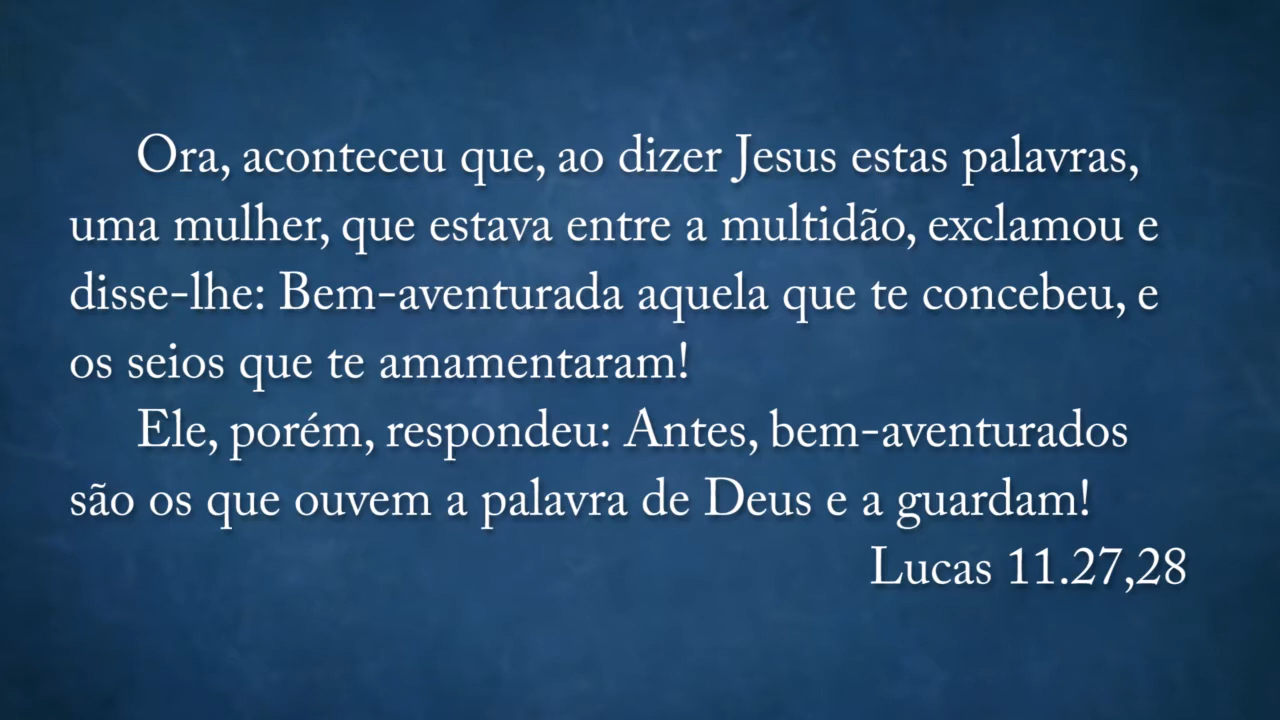 Ora, aconteceu que, ao dizer Jesus estas palavras,
uma mulher, que estava entre a multidão, exclamou e
disse-lhe: Bem-aventurada aquela que te concebeu, e
os seios que te amamentaram!
Ele, porém, respondeu: Antes, bem-aventurados
são os que ouvem a palavra de Deus e a guardam!
Lucas 11.27,28